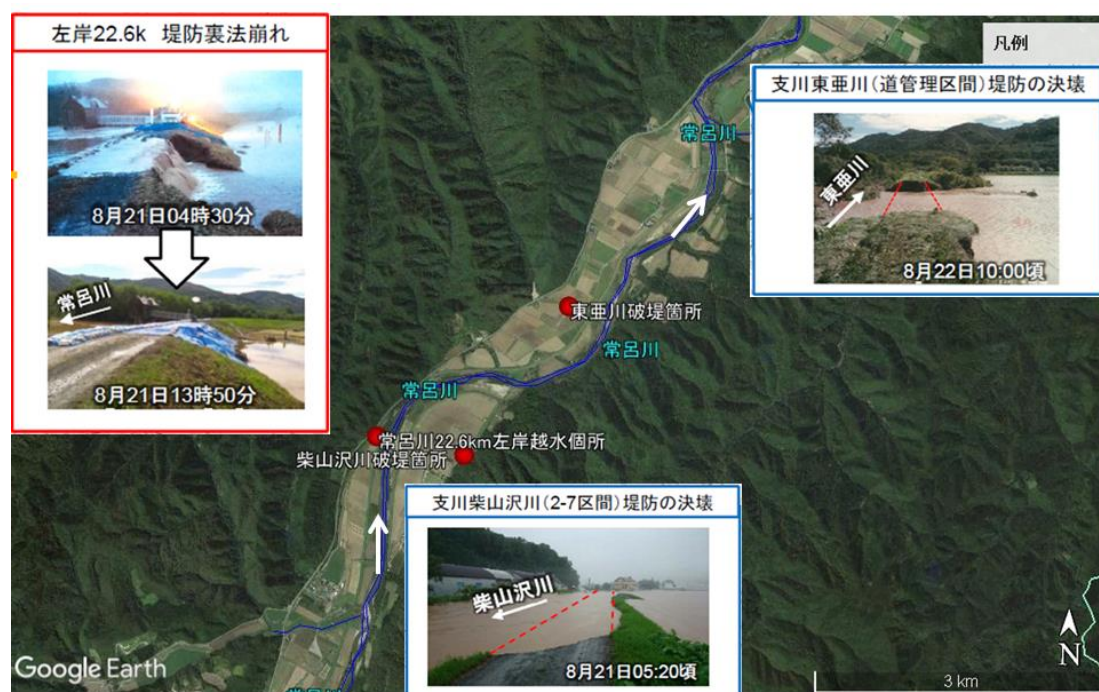 左岸22.6k 堤防裏法崩れ
8月21日04時30分
常呂川
8月21日13時50分
凡例
支川東亜川(道管理区間)堤防の決壊
東亜川
8月22日10:00頃
常呂川
東亜川破堤箇所
常呂川
常呂川
常呂川22.6km左岸越水個所
柴山沢川破堤箇所
支川柴山沢川(2-7区間)堤防の決壊
柴山沢川
8月21日05:20頃
常呂川
Google Earth
N
3 km